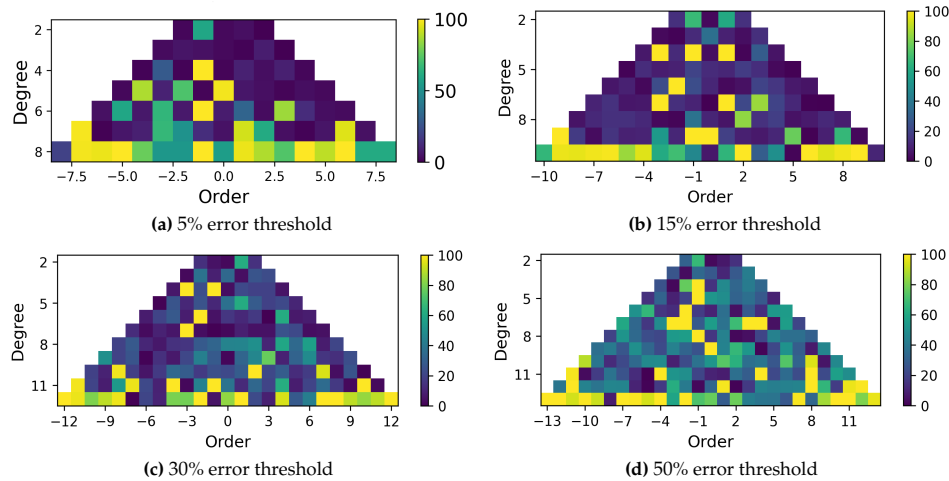 100
2
4
50
6
8
0
−7.5 −5.0 −2.5 0.0 2.5 5.0 7.5
Degree
Order
(a) 5% error threshold
2
4
6
8
10
−10 −7 −4 −1 2 5 8
Degree
Order
100
80
60
40
20
0
(b) 15% error threshold
2
5
8
11
−12 −9 −6 −3 0 3 6 9 12
Degree
Order
100
80
60
40
20
0
(c) 30% error threshold
2
5
8
11
−13 −10 −7 −4 −1 2 5 8 11
Degree
Order
100
80
60
40
20
0
(d) 50% error threshold